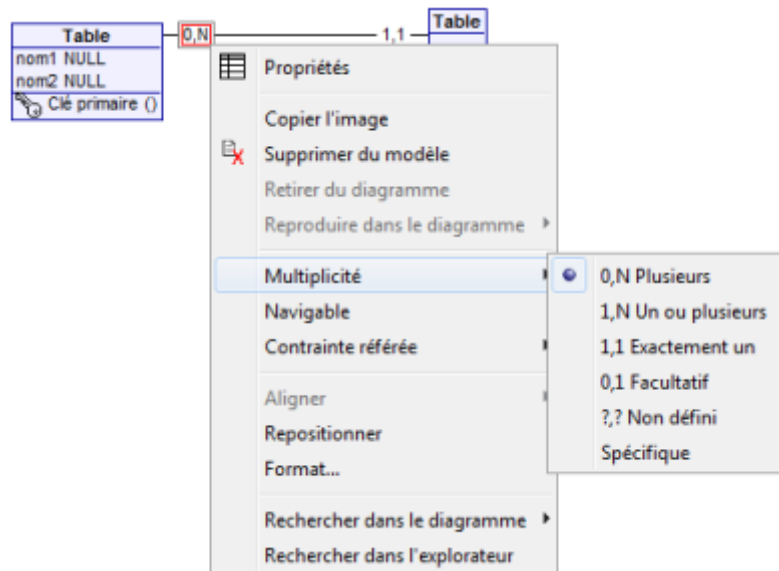 Table
0,N
1,1
Table
nom1 NULL
nom2 NULL
Clé primaire ()
Propriétés
Copier l'image
Supprimer du modèle
Retirer du diagramme
Reproduire dans le diagramme
Multiplicité
Navigable
Contrainte référée
Aligner
Repositionner
Format...
Rechercher dans le diagramme
Rechercher dans l'explorateur
0,N Plusieurs
1,N Un ou plusieurs
1,1 Exactement un
0,1 Facultatif
?,? Non défini
Spécifique